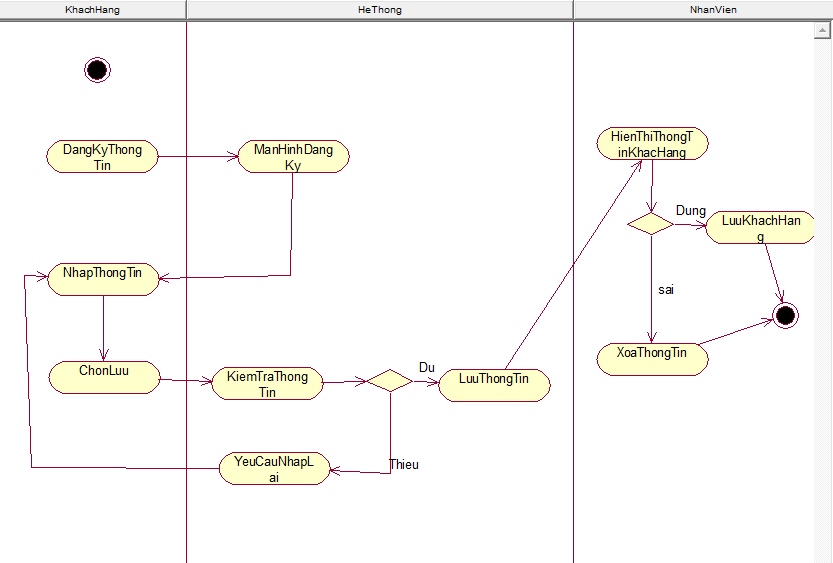 KhachHang
HeThong
NhanVien
DangKyThong
Tin
ManHinhDang
Ky
HienThiThongT
inKhacHang
Dung
LuuKhachHan
g
NhapThongTin
sai
XoaThongTin
ChonLuu
KiemTraThong
Tin
Du
LuuThongTin
YeuCauNhapL
ai
Thieu